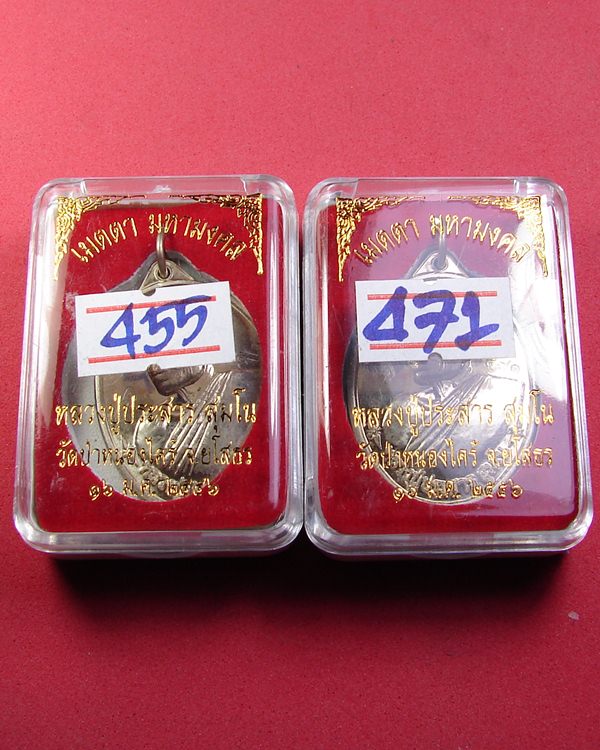 เมตตา มหามงคล
455
หลวงปู่ประสาร สุมโน
วัดป่าหนองไคร้ จ.ยโสธร
๑๖ ม.ค. ๒๕๕๖
เมตตา มหามงคล
471
หลวงปู่ประสาร สุมโน
วัดป่าหนองไคร้ จ.ยโสธร
๑๖ ม.ค. ๒๕๕๖